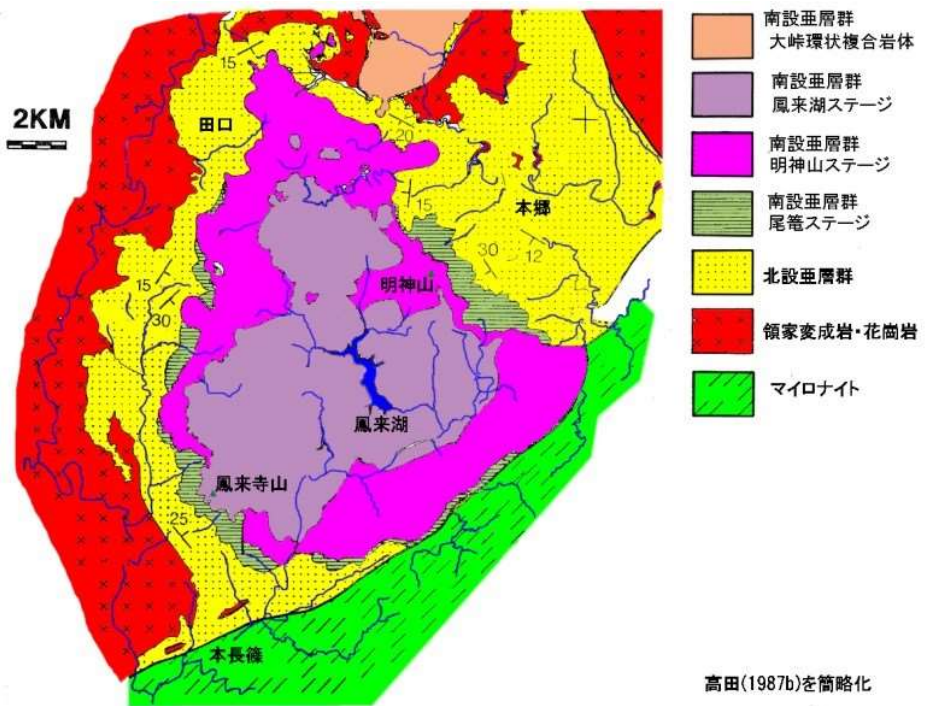 2KM
15
田口
20
15
本郷
30
12
明神山
15
30
鳳来湖
鳳来寺山
25
本長篠
南設亜層群
大峠環状複合岩体
南設亜層群
鳳来湖ステージ
南設亜層群
明神山ステージ
南設亜層群
尾篭ステージ
北設亜層群
領家変成岩・花崗岩
マイロナイト
高田(1987b)を簡略化